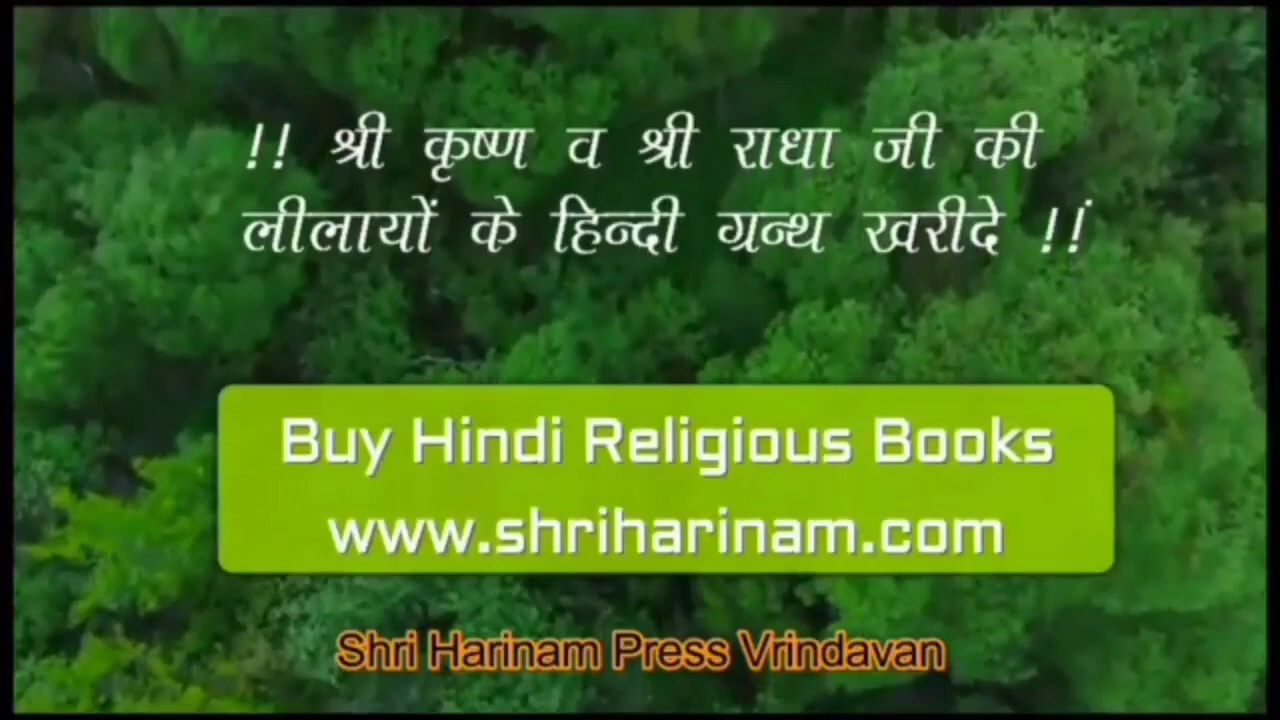 !! श्री कृष्ण व श्री राधा जी की
लीलायों के हिन्दी ग्रन्थ खरीदे !!ं
Buy Hindi Religious Books
www.shriharinam.com
Shri Harinam Press Vrindavan